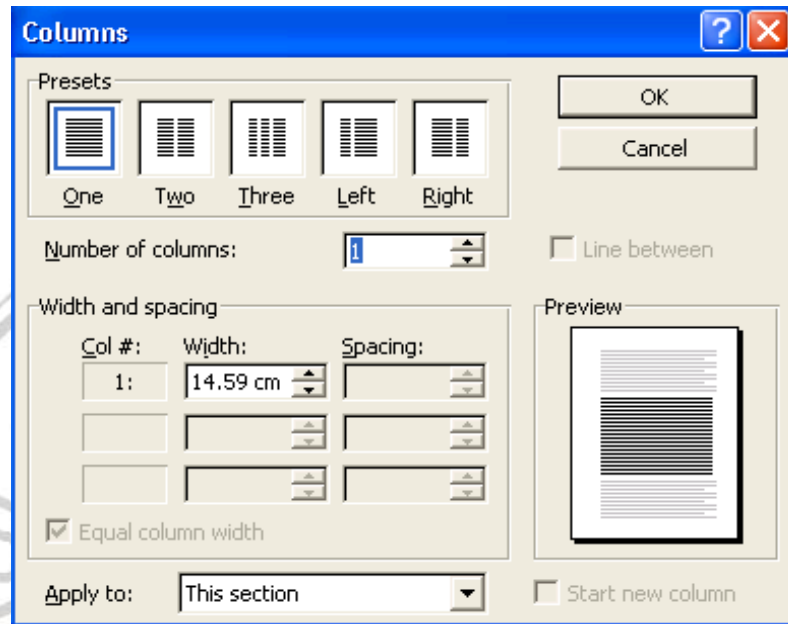 Columns
Presets
OK
Cancel
One Two Three Left Right
Number of columns: 1
Line between
Width and spacing
Preview
Col #: Width: Spacing:
1: 14.59 cm
Equal column width
Apply to: This section
Start new column